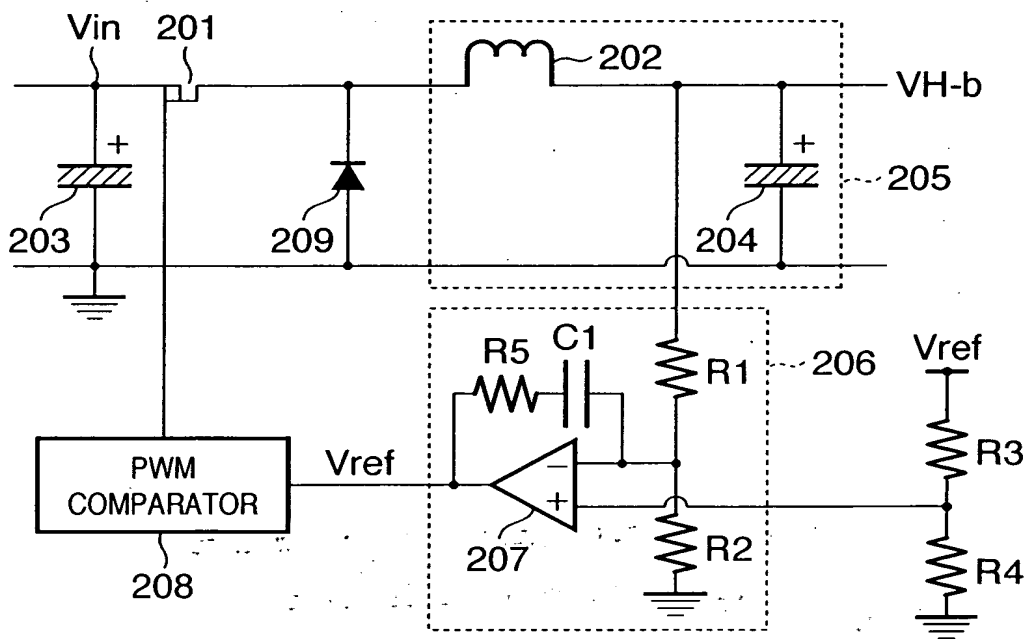 Vin
201
202
VH-b
+
+
203
209
204
205
C1
R5
R1
206
Vref
R3
PWM
COMPARATOR
Vref
−
+
207
R2
R4
208